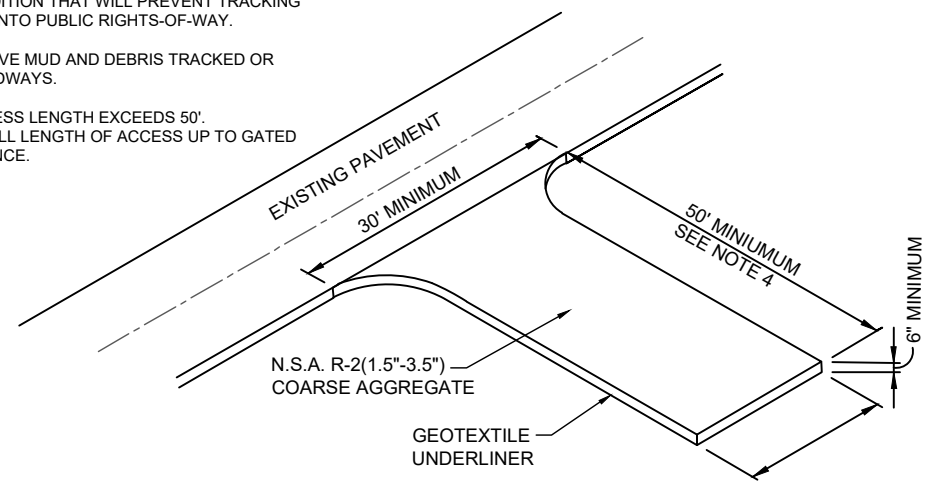 DITION THAT WILL PREVENT TRACKING
NTO PUBLIC RIGHTS-OF-WAY.
VE MUD AND DEBRIS TRACKED OR
DWAYS.
ESS LENGTH EXCEEDS 50'.
LL LENGTH OF ACCESS UP TO GATED
NCE.
EXISTING PAVEMENT
30' MINIMUM
50' MINIUMUM
SEE NOTE 4
6" MINIMUM
N.S.A. R-2(1.5"-3.5")
COARSE AGGREGATE
GEOTEXTILE
UNDERLINER